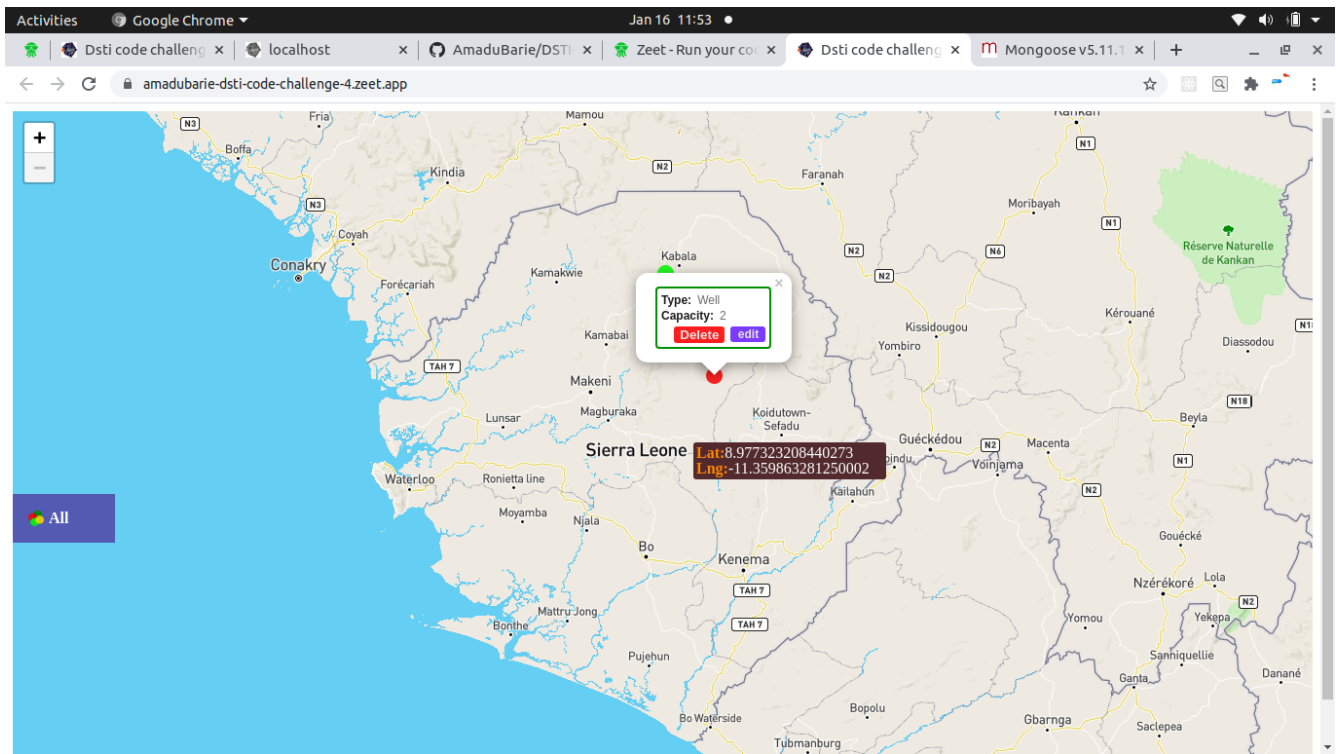 Activities
Google Chrome
Jan 16 11:53
Dsti code challeng
localhost
AmaduBarie/DSTI-
Zeet - Run your co
Dsti code challeng
Mongoose v5.11.1
amadubarie-dsti-code-challenge-4.zeet.app
+
−
N3
Fria
Mamou
Kankan
Boffa
N1
Kindia
N2
Faranah
N3
Moribayah
Coyah
N1
Conakry
Kabala
N2
N6
Réserve Naturelle
de Kankan
Forécariah
Kamakwie
N2
×
Type: Well
Capacity: 2
Delete
edit
Kérouané
Kissidougou
N1
Kamabai
Yombiro
Diassodou
TAH 7
Makeni
N18
Lunsar
Magburaka
Koidutown-
Sefadu
Beyla
Guéckédou
N2
Macenta
Sierra Leone
Lat:8.977323208440273
Lng:-11.359863281250002
pindu
Voinjama
N1
Waterloo
Ronietta line
Kailahun
N2
All
Moyamba
Njala
Gouécké
Bo
Kenema
Nzérékoré
Lola
TAH 7
N2
Mattru Jong
Bonthe
TAH 7
Yomou
Yekepa
Pujehun
Sanniquellie
Ganta
Danané
Bo Waterside
Bopolu
Gbarnga
Saclepea
Tubmanburg